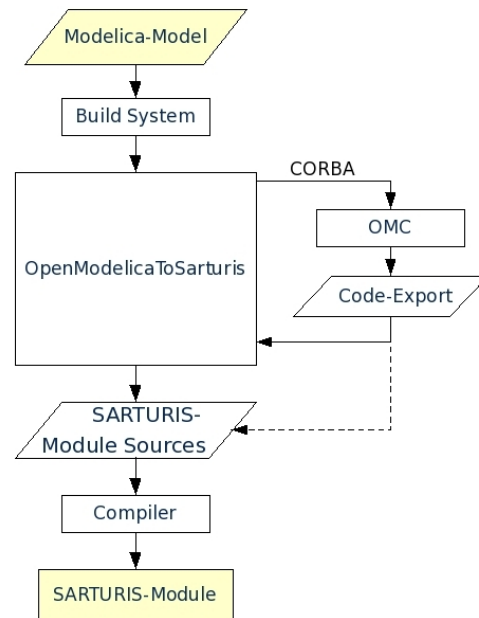 Modelica-Model
Build System
CORBA
OMC
OpenModelicaToSarturis
Code-Export
SARTURIS-
Module Sources
Compiler
SARTURIS-Module